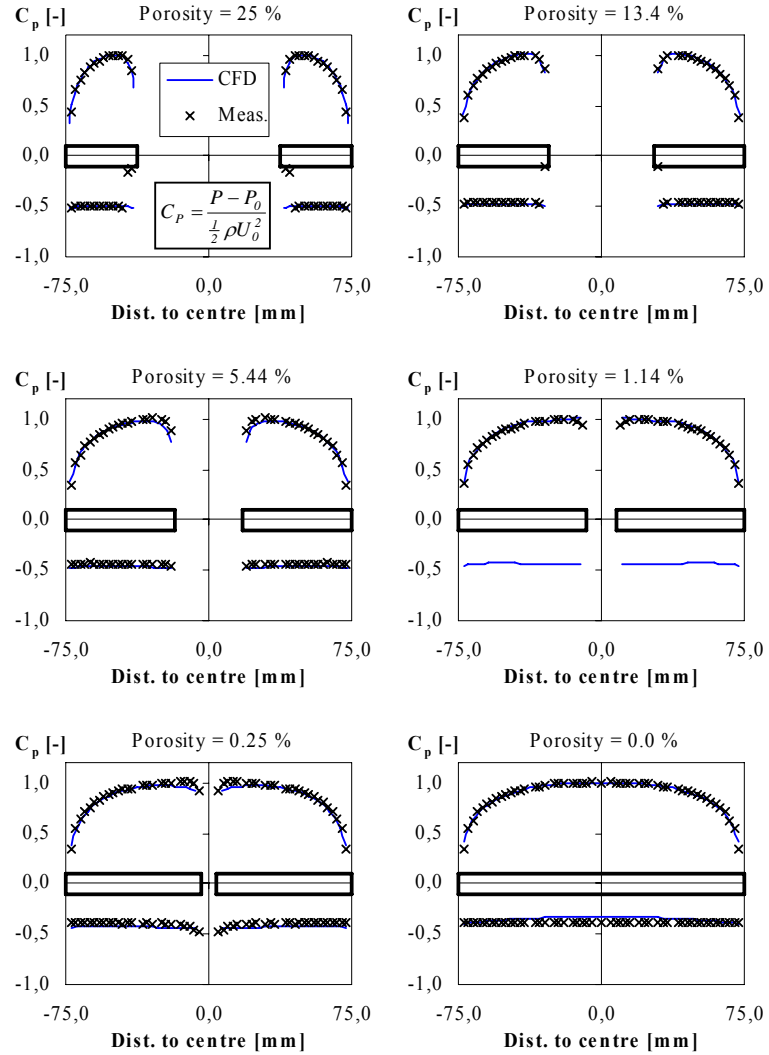 C_p [-] Porosity = 25 %
1,0
CFD
0,5
Meas.
0,0
C_P = (P − P_0) / (½ ρU_0^2)
-0,5
-1,0
-75,0 0,0 75,0
Dist. to centre [mm]
C_p [-] Porosity = 13.4 %
1,0
0,5
0,0
-0,5
-1,0
-75,0 0,0 75,0
Dist. to centre [mm]
C_p [-] Porosity = 5.44 %
1,0
0,5
0,0
-0,5
-1,0
-75,0 0,0 75,0
Dist. to centre [mm]
C_p [-] Porosity = 1.14 %
1,0
0,5
0,0
-0,5
-1,0
-75,0 0,0 75,0
Dist. to centre [mm]
C_p [-] Porosity = 0.25 %
1,0
0,5
0,0
-0,5
-1,0
-75,0 0,0 75,0
Dist. to centre [mm]
C_p [-] Porosity = 0.0 %
1,0
0,5
0,0
-0,5
-1,0
-75,0 0,0 75,0
Dist. to centre [mm]